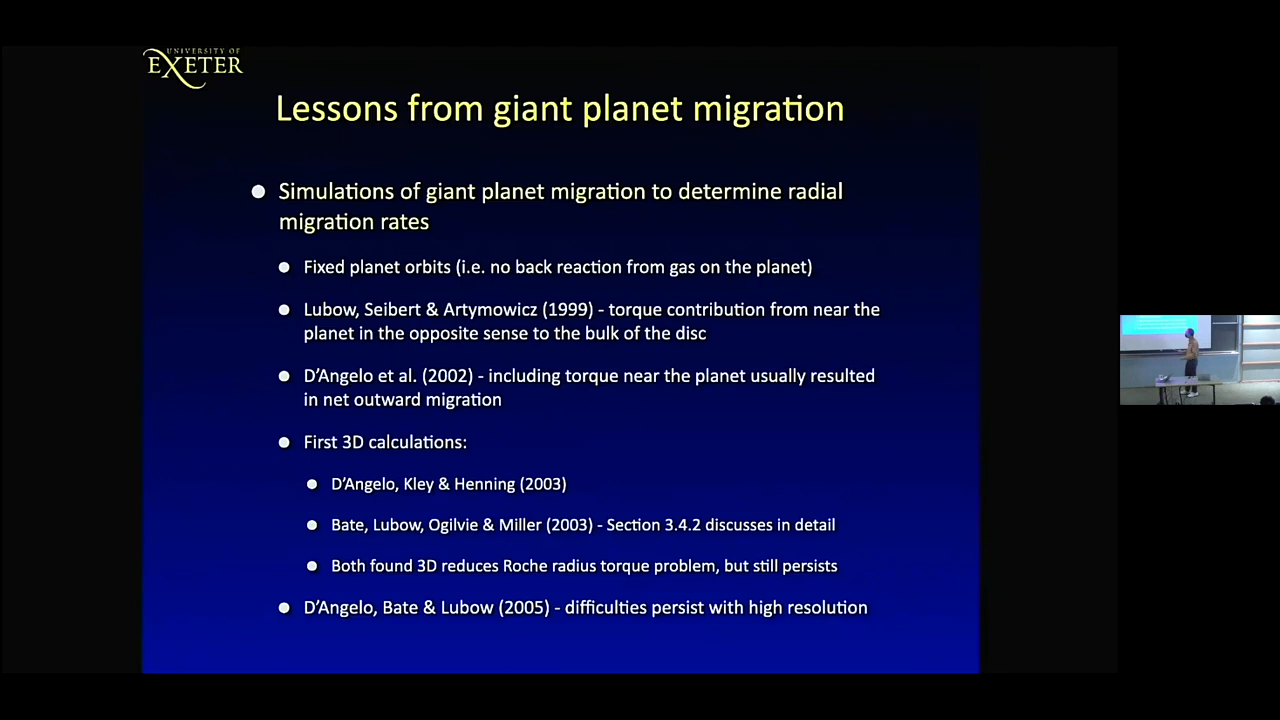 UNIVERSITY OF
EXETER
Lessons from giant planet migration
Simulations of giant planet migration to determine radial
migration rates
Fixed planet orbits (i.e. no back reaction from gas on the planet)
Lubow, Seibert & Artymowicz (1999) - torque contribution from near the
planet in the opposite sense to the bulk of the disc
D'Angelo et al. (2002) - including torque near the planet usually resulted
in net outward migration
First 3D calculations:
D'Angelo, Kley & Henning (2003)
Bate, Lubow, Ogilvie & Miller (2003) - Section 3.4.2 discusses in detail
Both found 3D reduces Roche radius torque problem, but still persists
D'Angelo, Bate & Lubow (2005) - difficulties persist with high resolution